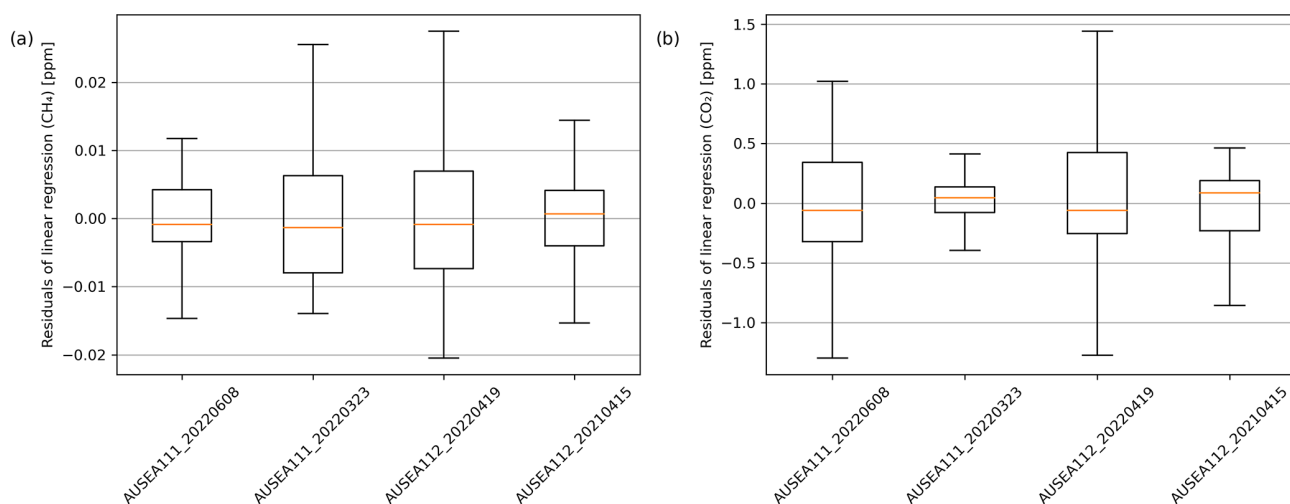 (a)
Residuals of linear regression (CH₄) [ppm]
0.02
0.01
0.00
−0.01
−0.02
AUSEA111_20220608
AUSEA111_20220323
AUSEA112_20220419
AUSEA112_20210415
(b)
Residuals of linear regression (CO₂) [ppm]
1.5
1.0
0.5
0.0
−0.5
−1.0
AUSEA111_20220608
AUSEA111_20220323
AUSEA112_20220419
AUSEA112_20210415